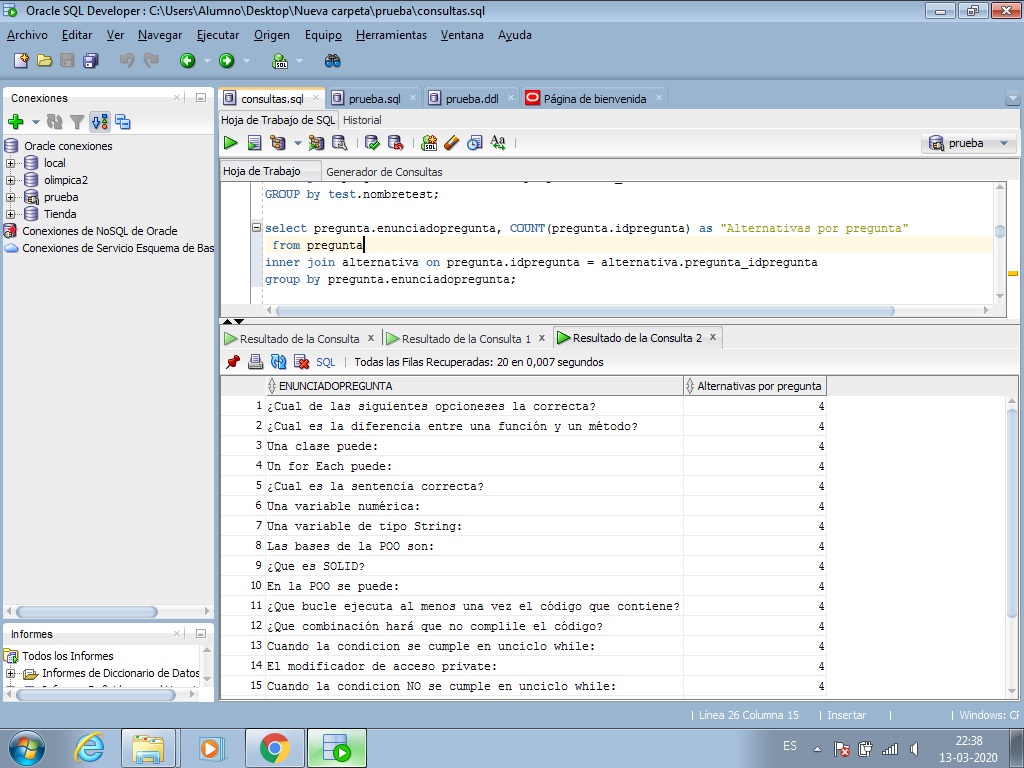 Oracle SQL Developer : C:\Users\Alumno\Desktop\Nueva carpeta\prueba\consultas.sql
Archivo Editar Ver Navegar Ejecutar Origen Equipo Herramientas Ventana Ayuda
Conexiones
Oracle conexiones
local
olimpica2
prueba
Tienda
Conexiones de NoSQL de Oracle
Conexiones de Servicio Esquema de Bas
Informes
Todos los Informes
Informes de Diccionario de Datos
consultas.sql prueba.sql prueba.ddl Página de bienvenida
Hoja de Trabajo de SQL Historial
prueba
Hoja de Trabajo Generador de Consultas
GROUP by test.nombretest;
select pregunta.enunciadopregunta, COUNT(pregunta.idpregunta) as "Alternativas por pregunta"
from pregunta
inner join alternativa on pregunta.idpregunta = alternativa.pregunta_idpregunta
group by pregunta.enunciadopregunta;
Resultado de la Consulta x Resultado de la Consulta 1 x Resultado de la Consulta 2 x
SQL | Todas las Filas Recuperadas: 20 en 0,007 segundos
ENUNCIADOPREGUNTA Alternativas por pregunta
1 ¿Cual de las siguientes opcioneses la correcta? 4
2 ¿Cual es la diferencia entre una función y un método? 4
3 Una clase puede: 4
4 Un for Each puede: 4
5 ¿Cual es la sentencia correcta? 4
6 Una variable numérica: 4
7 Una variable de tipo String: 4
8 Las bases de la POO son: 4
9 ¿Que es SOLID? 4
10 En la POO se puede: 4
11 ¿Que bucle ejecuta al menos una vez el código que contiene? 4
12 ¿Que combinación hará que no complile el código? 4
13 Cuando la condicion se cumple en unciclo while: 4
14 El modificador de acceso private: 4
15 Cuando la condicion NO se cumple en unciclo while: 4
| Línea 26 Columna 15 | Insertar | | Windows: CF
ES
22:38
13-03-2020